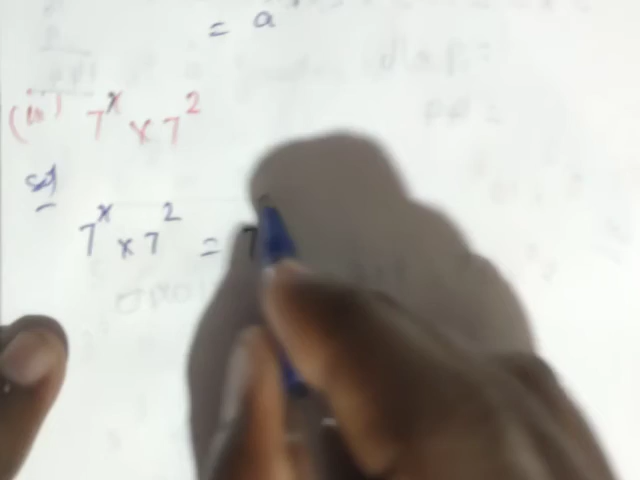 = a
(iii) 7^x × 7^2
Sol
7^x × 7^2 = 7